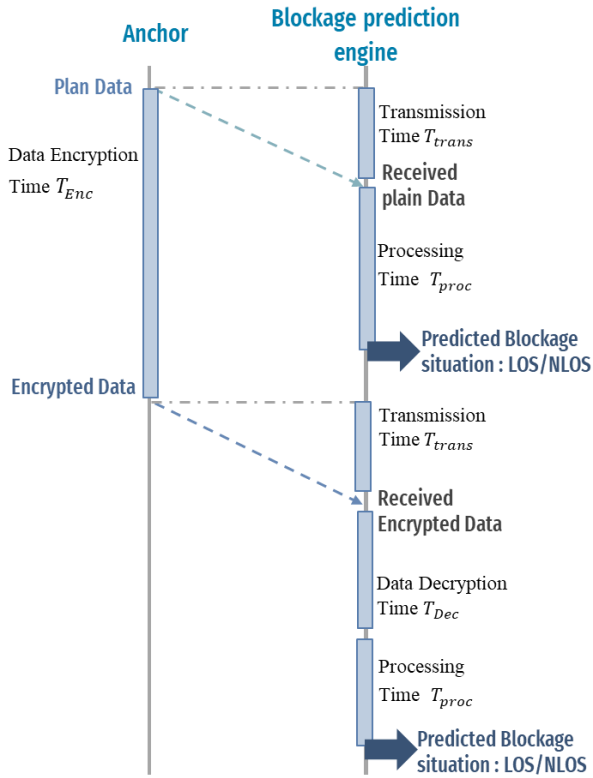 Anchor
Blockage prediction
engine
Plan Data
Transmission
Time T_trans
Data Encryption
Time T_Enc
Received
plain Data
Processing
Time T_proc
Predicted Blockage
situation : LOS/NLOS
Encrypted Data
Transmission
Time T_trans
Received
Encrypted Data
Data Decryption
Time T_Dec
Processing
Time T_proc
Predicted Blockage
situation : LOS/NLOS